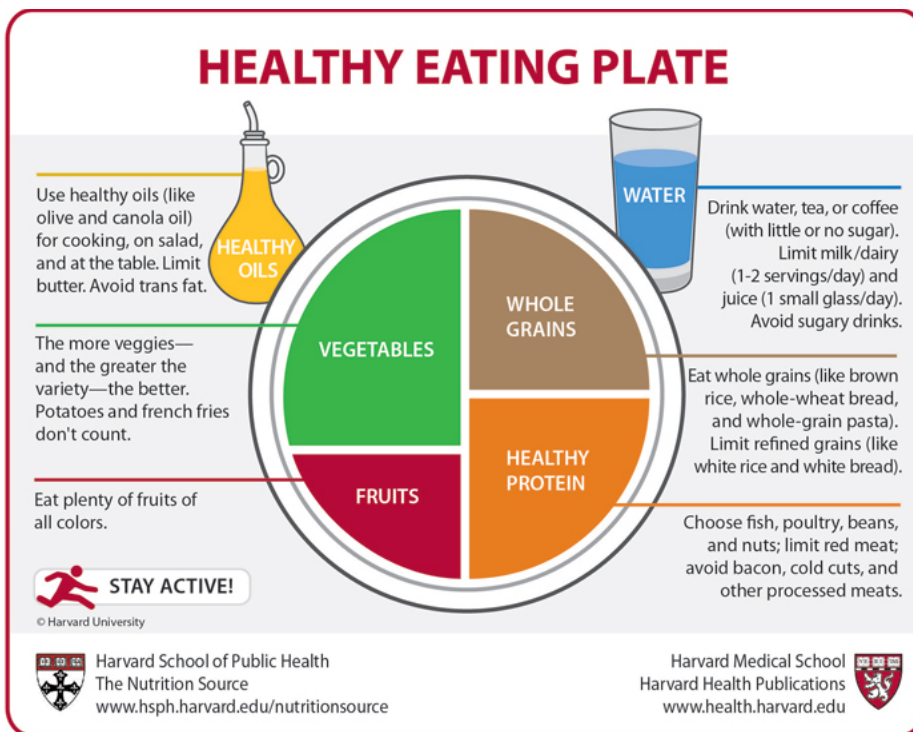 HEALTHY EATING PLATE
Use healthy oils (like
olive and canola oil)
for cooking, on salad,
and at the table. Limit
butter. Avoid trans fat.
HEALTHY
OILS
WATER
Drink water, tea, or coffee
(with little or no sugar).
Limit milk/dairy
(1-2 servings/day) and
juice (1 small glass/day).
Avoid sugary drinks.
The more veggies—
and the greater the
variety—the better.
Potatoes and french fries
don't count.
VEGETABLES
WHOLE
GRAINS
Eat whole grains (like brown
rice, whole-wheat bread,
and whole-grain pasta).
Limit refined grains (like
white rice and white bread).
Eat plenty of fruits of
all colors.
FRUITS
HEALTHY
PROTEIN
Choose fish, poultry, beans,
and nuts; limit red meat;
avoid bacon, cold cuts, and
other processed meats.
STAY ACTIVE!
© Harvard University
Harvard School of Public Health
The Nutrition Source
www.hsph.harvard.edu/nutritionsource
Harvard Medical School
Harvard Health Publications
www.health.harvard.edu